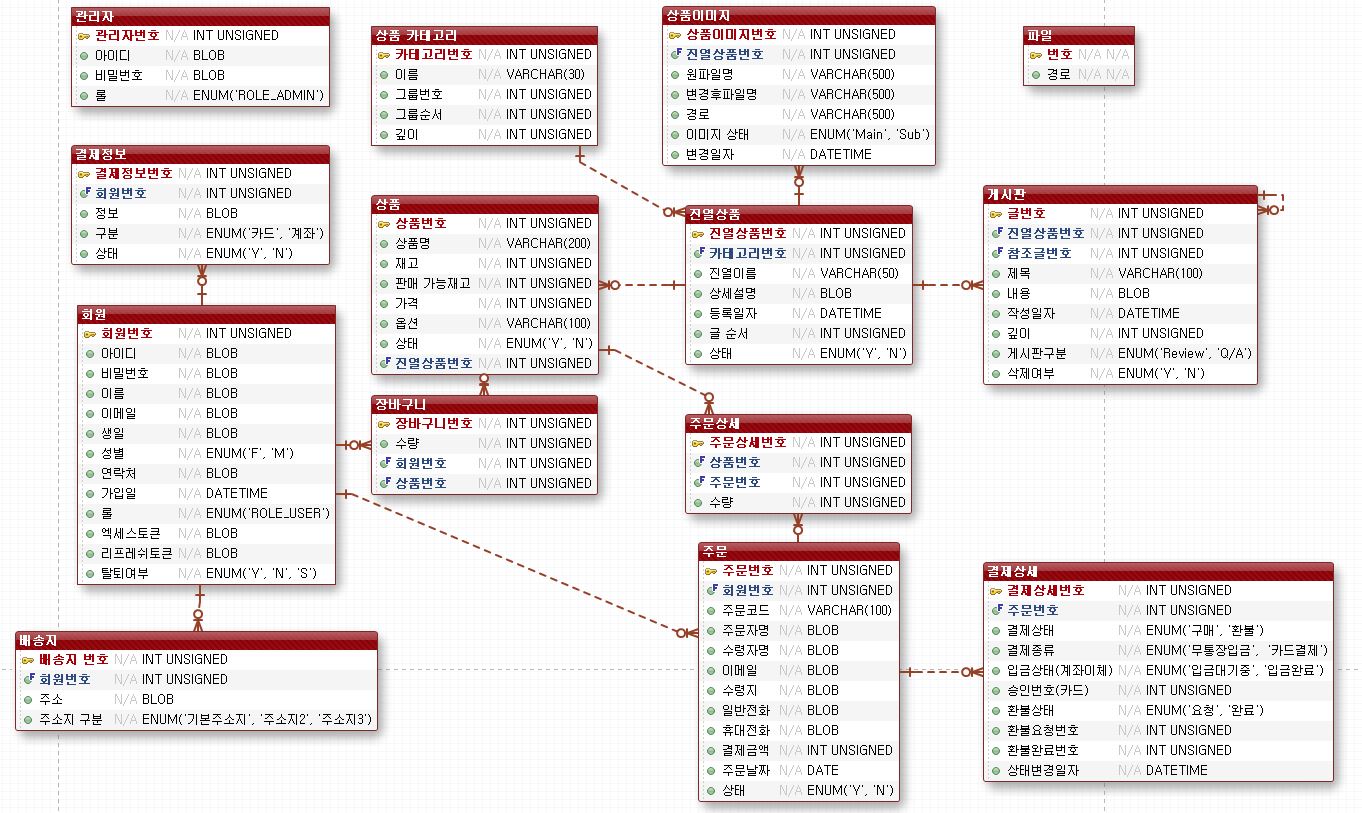 관리자
관리자번호 N/A INT UNSIGNED
아이디 N/A BLOB
비밀번호 N/A BLOB
롤 N/A ENUM('ROLE_ADMIN')
상품 카테고리
카테고리번호 N/A INT UNSIGNED
이름 N/A VARCHAR(30)
그룹번호 N/A INT UNSIGNED
그룹순서 N/A INT UNSIGNED
깊이 N/A INT UNSIGNED
상품이미지
상품이미지번호 N/A INT UNSIGNED
진열상품번호 N/A INT UNSIGNED
원파일명 N/A VARCHAR(500)
변경후파일명 N/A VARCHAR(500)
경로 N/A VARCHAR(500)
이미지 상태 N/A ENUM('Main', 'Sub')
변경일자 N/A DATETIME
파일
번호 N/A N/A
경로 N/A N/A
결제정보
결제정보번호 N/A INT UNSIGNED
회원번호 N/A INT UNSIGNED
정보 N/A BLOB
구분 N/A ENUM('카드', '계좌')
상태 N/A ENUM('Y', 'N')
상품
상품번호 N/A INT UNSIGNED
상품명 N/A VARCHAR(200)
재고 N/A INT UNSIGNED
판매 가능재고 N/A INT UNSIGNED
가격 N/A INT UNSIGNED
옵션 N/A VARCHAR(100)
상태 N/A ENUM('Y', 'N')
진열상품번호 N/A INT UNSIGNED
진열상품
진열상품번호 N/A INT UNSIGNED
카테고리번호 N/A INT UNSIGNED
진열이름 N/A VARCHAR(50)
상세설명 N/A BLOB
등록일자 N/A DATETIME
글 순서 N/A INT UNSIGNED
상태 N/A ENUM('Y', 'N')
게시판
글번호 N/A INT UNSIGNED
진열상품번호 N/A INT UNSIGNED
참조글번호 N/A INT UNSIGNED
제목 N/A VARCHAR(100)
내용 N/A BLOB
작성일자 N/A DATETIME
깊이 N/A INT UNSIGNED
게시판구분 N/A ENUM('Review', 'Q/A')
삭제여부 N/A ENUM('Y', 'N')
회원
회원번호 N/A INT UNSIGNED
아이디 N/A BLOB
비밀번호 N/A BLOB
이름 N/A BLOB
이메일 N/A BLOB
생일 N/A BLOB
성별 N/A ENUM('F', 'M')
연락처 N/A BLOB
가입일 N/A DATETIME
롤 N/A ENUM('ROLE_USER')
엑세스토큰 N/A BLOB
리프레쉬토큰 N/A BLOB
탈퇴여부 N/A ENUM('Y', 'N', 'S')
장바구니
장바구니번호 N/A INT UNSIGNED
수량 N/A INT UNSIGNED
회원번호 N/A INT UNSIGNED
상품번호 N/A INT UNSIGNED
주문상세
주문상세번호 N/A INT UNSIGNED
상품번호 N/A INT UNSIGNED
주문번호 N/A INT UNSIGNED
수량 N/A INT UNSIGNED
배송지
배송지 번호 N/A INT UNSIGNED
회원번호 N/A INT UNSIGNED
주소 N/A BLOB
주소지 구분 N/A ENUM('기본주소지', '주소지2', '주소지3')
주문
주문번호 N/A INT UNSIGNED
회원번호 N/A INT UNSIGNED
주문코드 N/A VARCHAR(100)
주문자명 N/A BLOB
수령자명 N/A BLOB
이메일 N/A BLOB
수령지 N/A BLOB
일반전화 N/A BLOB
휴대전화 N/A BLOB
결제금액 N/A INT UNSIGNED
주문날짜 N/A DATE
상태 N/A ENUM('Y', 'N')
결제상세
결제상세번호 N/A INT UNSIGNED
주문번호 N/A INT UNSIGNED
결제상태 N/A ENUM('구매', '환불')
결제종류 N/A ENUM('무통장입금', '카드결제')
입금상태(계좌이체) N/A ENUM('입금대기중', '입금완료')
승인번호(카드) N/A INT UNSIGNED
환불상태 N/A ENUM('요청', '완료')
환불요청번호 N/A INT UNSIGNED
환불완료번호 N/A INT UNSIGNED
상태변경일자 N/A DATETIME